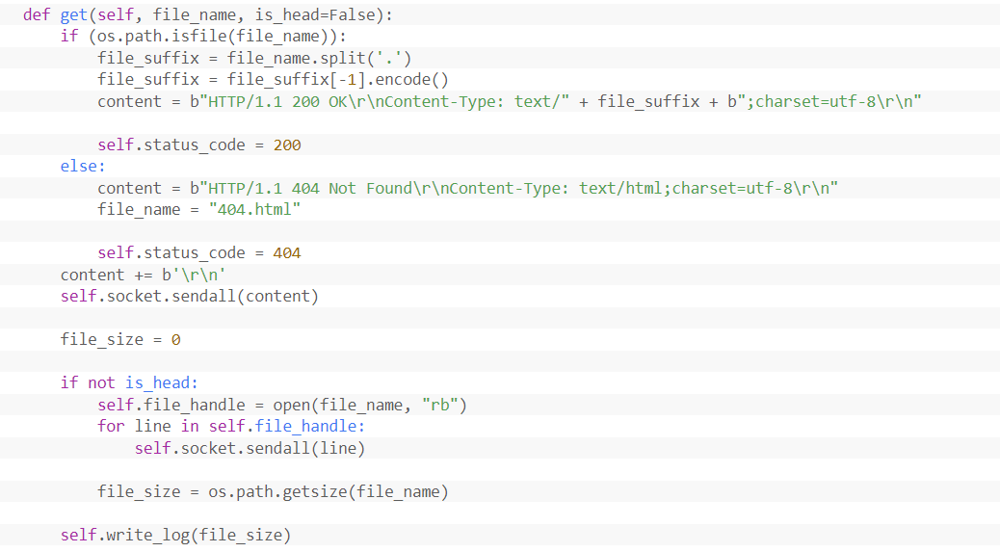 def get(self, file_name, is_head=False):
    if (os.path.isfile(file_name)):
        file_suffix = file_name.split('.')
        file_suffix = file_suffix[-1].encode()
        content = b"HTTP/1.1 200 OK\r\nContent-Type: text/" + file_suffix + b";charset=utf-8\r\n"

        self.status_code = 200
    else:
        content = b"HTTP/1.1 404 Not Found\r\nContent-Type: text/html;charset=utf-8\r\n"
        file_name = "404.html"

        self.status_code = 404
    content += b'\r\n'
    self.socket.sendall(content)

    file_size = 0

    if not is_head:
        self.file_handle = open(file_name, "rb")
        for line in self.file_handle:
            self.socket.sendall(line)

        file_size = os.path.getsize(file_name)

    self.write_log(file_size)